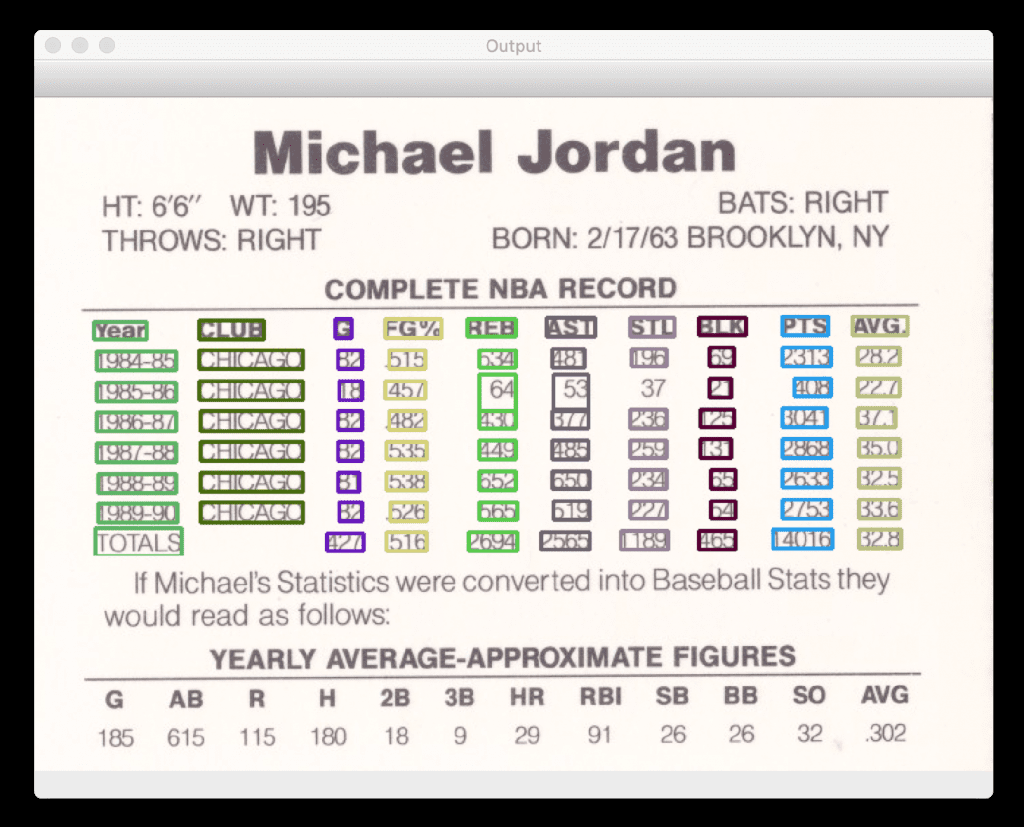 Output
Michael Jordan
HT: 6'6" WT: 195 BATS: RIGHT
THROWS: RIGHT BORN: 2/17/63 BROOKLYN, NY
COMPLETE NBA RECORD
Year CLUB G FG% REB AST STL BLK PTS AVG.
1984-85 CHICAGO 82 .515 534 481 196 69 2313 28.2
1985-86 CHICAGO 18 .457 64 53 37 21 408 22.7
1986-87 CHICAGO 82 .482 430 377 236 125 3041 37.1
1987-88 CHICAGO 82 .535 449 485 259 131 2868 35.0
1988-89 CHICAGO 81 .538 652 650 234 65 2633 32.5
1989-90 CHICAGO 82 .526 565 519 227 54 2753 33.6
TOTALS 427 .516 2694 2565 1189 465 14016 32.8
If Michael's Statistics were converted into Baseball Stats they
would read as follows:
YEARLY AVERAGE-APPROXIMATE FIGURES
G AB R H 2B 3B HR RBI SB BB SO AVG
185 615 115 180 18 9 29 91 26 26 32 .302